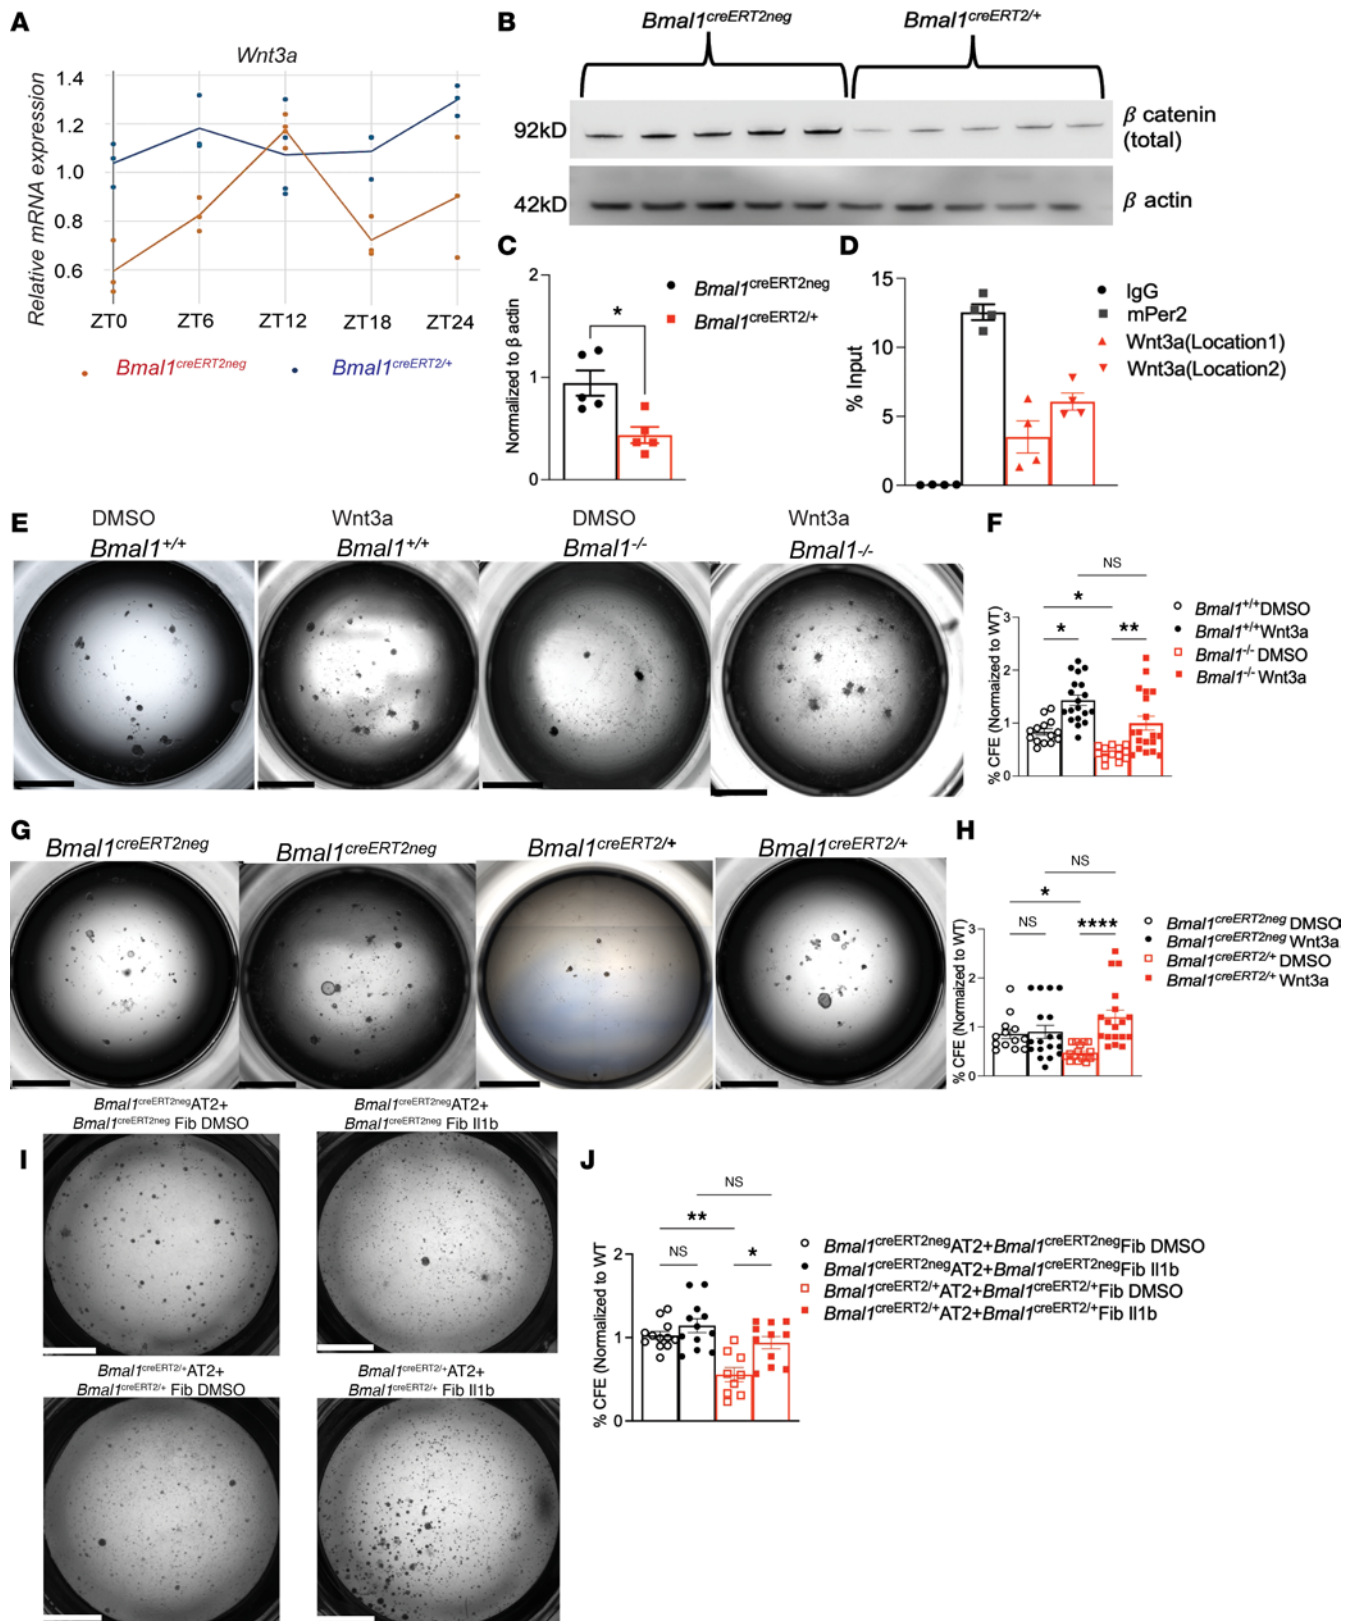 A
Wnt3a
Relative mRNA expression
1.4
1.2
1.0
0.8
0.6
ZT0 ZT6 ZT12 ZT18 ZT24
Bmal1creERT2neg
Bmal1creERT2/+
B
Bmal1creERT2neg
Bmal1creERT2/+
92kD
β catenin
(total)
42kD
β actin
C
Normalized to β actin
2
1
0
*
Bmal1creERT2neg
Bmal1creERT2/+
D
% Input
15
10
5
0
IgG
mPer2
Wnt3a(Location1)
Wnt3a(Location2)
E
DMSO
Bmal1+/+
Wnt3a
Bmal1+/+
DMSO
Bmal1-/-
Wnt3a
Bmal1-/-
F
NS
*
* **
% CFE (Normaized to WT)
3
2
1
0
Bmal1+/+DMSO
Bmal1+/+Wnt3a
Bmal1-/- DMSO
Bmal1-/- Wnt3a
G
Bmal1creERT2neg
Bmal1creERT2neg
Bmal1creERT2/+
Bmal1creERT2/+
H
NS
*
NS ****
% CFE (Normaized to WT)
3
2
1
0
Bmal1creERT2neg DMSO
Bmal1creERT2neg Wnt3a
Bmal1creERT2/+ DMSO
Bmal1creERT2/+ Wnt3a
I
Bmal1creERT2negAT2+
Bmal1creERT2neg Fib DMSO
Bmal1creERT2negAT2+
Bmal1creERT2neg Fib Il1b
Bmal1creERT2/+AT2+
Bmal1creERT2/+ Fib DMSO
Bmal1creERT2/+AT2+
Bmal1creERT2/+ Fib Il1b
J
NS
**
NS *
% CFE (Normalized to WT
2
1
0
Bmal1creERT2negAT2+Bmal1creERT2negFib DMSO
Bmal1creERT2negAT2+Bmal1creERT2negFib Il1b
Bmal1creERT2/+AT2+Bmal1creERT2/+Fib DMSO
Bmal1creERT2/+AT2+Bmal1creERT2/+Fib Il1b